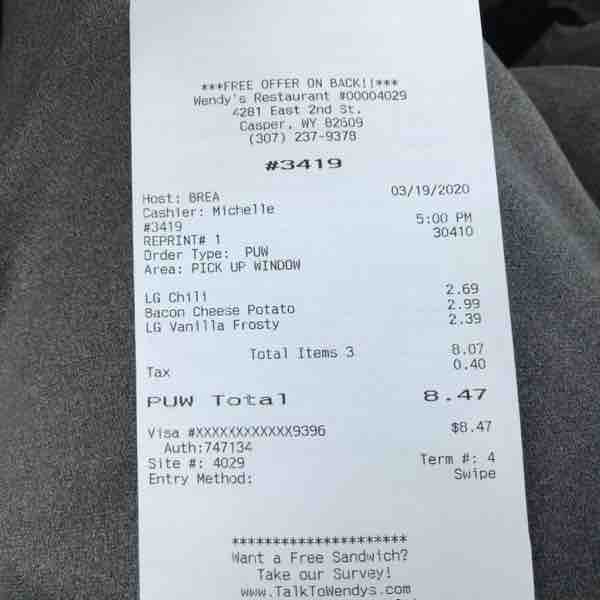 ***FREE OFFER ON BACK!!***
Wendy's Restaurant #00004029
4281 East 2nd St.
Casper, WY 82609
(307) 237-9378
#3419
Host: BREA 03/19/2020
Cashier: Michelle
#3419 5:00 PM
REPRINT# 1 30410
Order Type: PUW
Area: PICK UP WINDOW
LG Chili 2.69
Bacon Cheese Potato 2.99
LG Vanilla Frosty 2.39
Total Items 3 8.07
Tax 0.40
PUW Total 8.47
Visa #XXXXXXXXXXXX9396 $8.47
Auth:747134
Site #: 4029 Term #: 4
Entry Method: Swipe
*********************
Want a Free Sandwich?
Take our Survey!
www.TalkToWendys.com